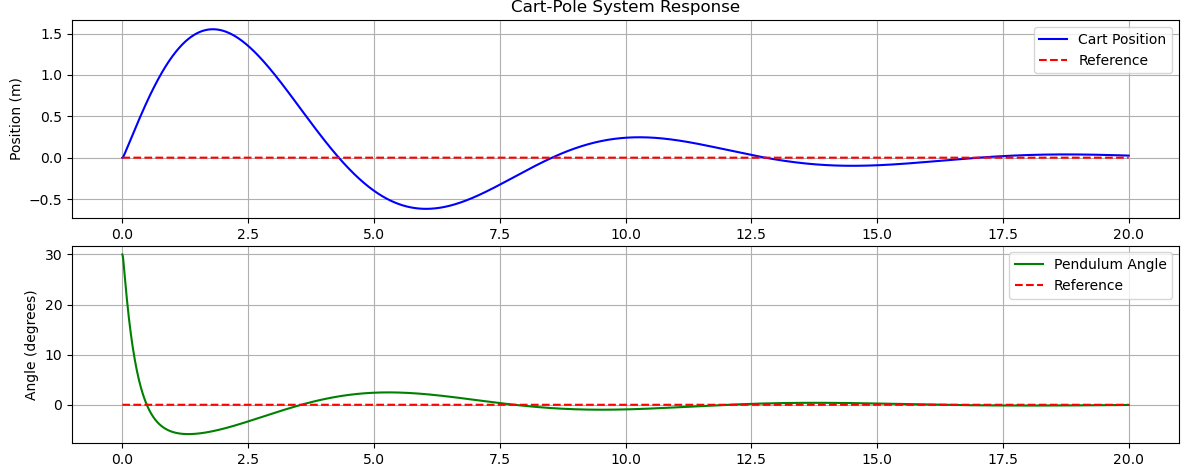 Cart-Pole System Response
Position (m)
1.5
1.0
0.5
0.0
−0.5
Cart Position
Reference
0.0 2.5 5.0 7.5 10.0 12.5 15.0 17.5 20.0
Angle (degrees)
30
20
10
0
Pendulum Angle
Reference
0.0 2.5 5.0 7.5 10.0 12.5 15.0 17.5 20.0